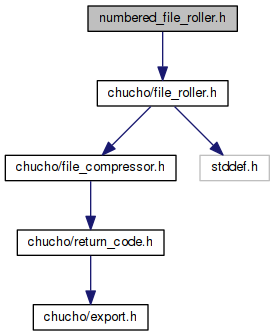 numbered_file_roller.h
chucho/file_roller.h
chucho/file_compressor.h
stddef.h
chucho/return_code.h
chucho/export.h